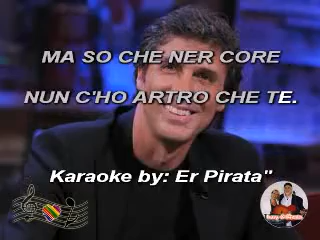 MA SO CHE NER CORE
NUN C'HO ARTRO CHE TE.
Karaoke by: Er Pirata"